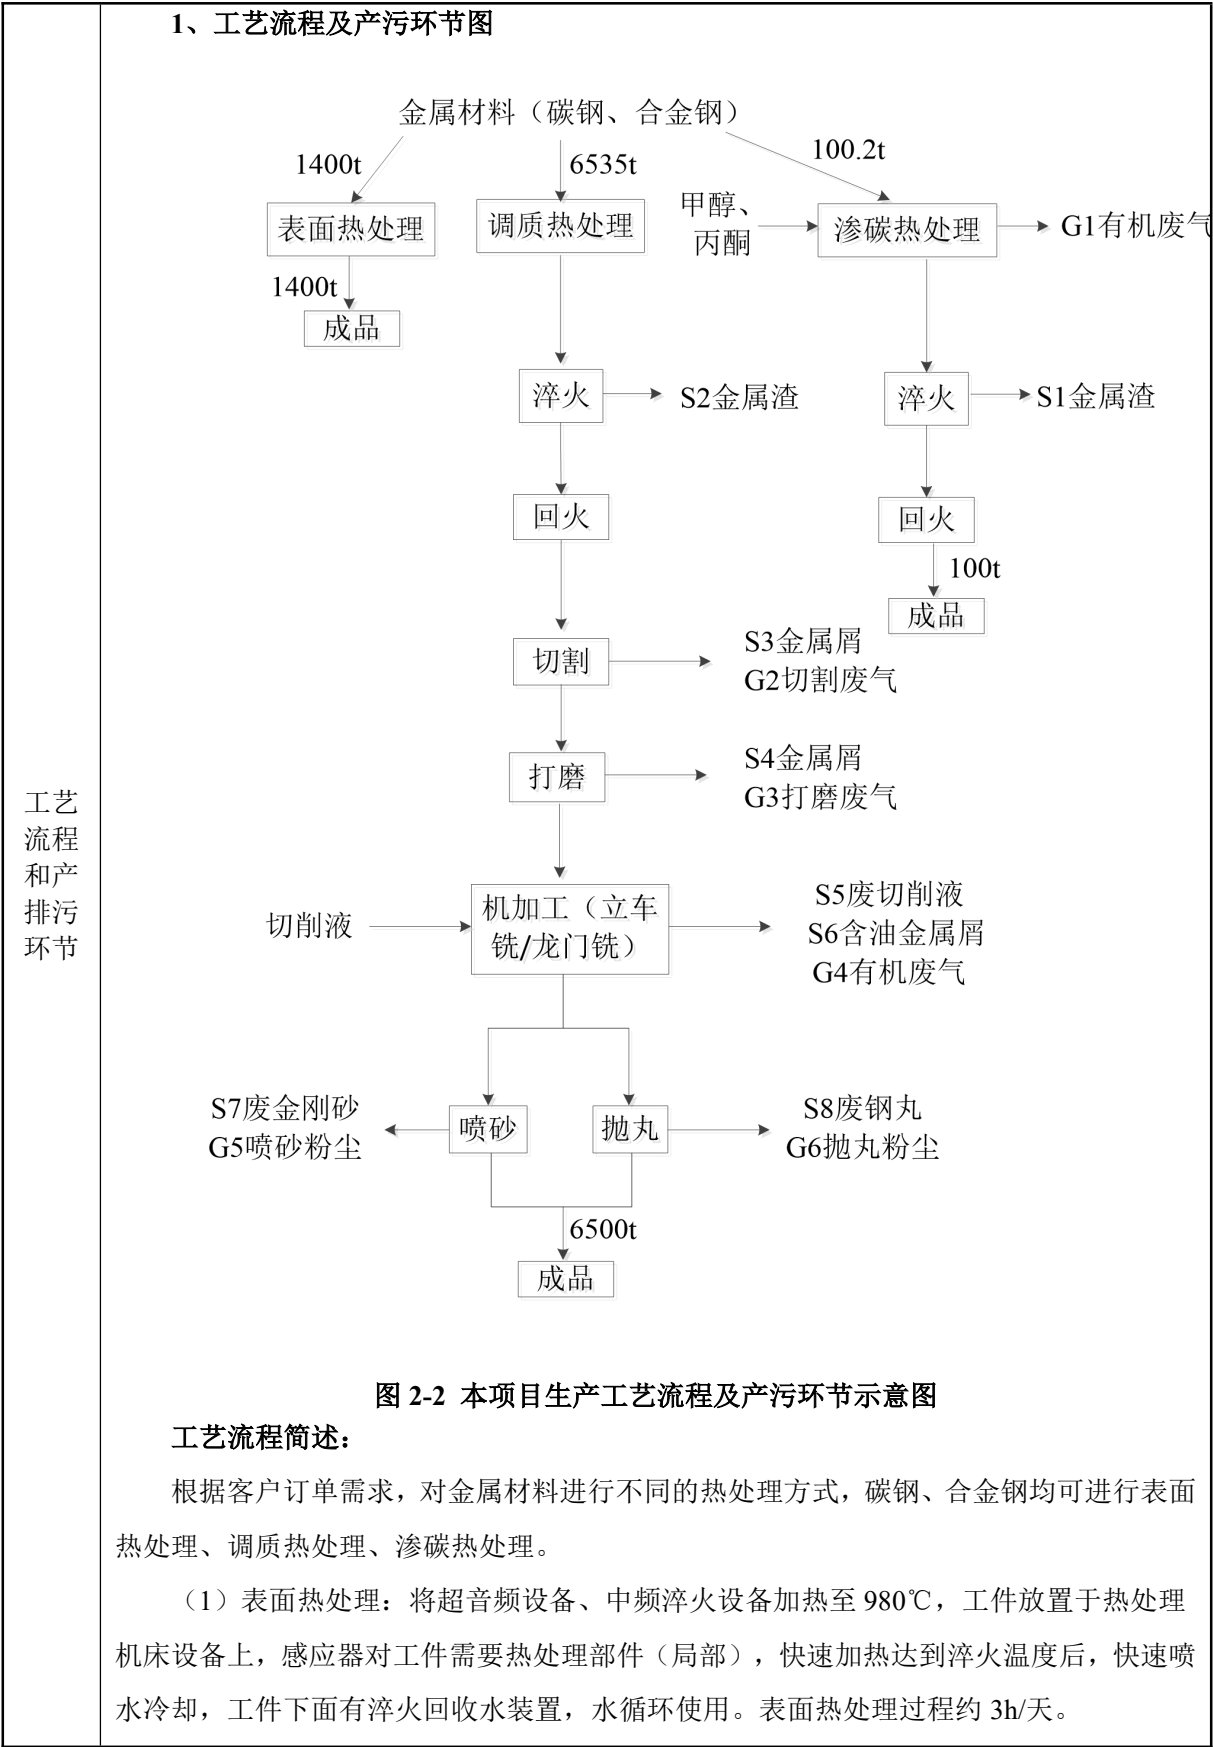 1、工艺流程及产污环节图
金属材料（碳钢、合金钢）
1400t
6535t
100.2t
表面热处理
调质热处理
甲醇、
丙酮
渗碳热处理
G1有机废气
1400t
成品
淬火
S2金属渣
淬火
S1金属渣
回火
回火
100t
成品
切割
S3金属屑
G2切割废气
打磨
S4金属屑
G3打磨废气
工艺
流程
和产
排污
环节
切削液
机加工（立车
铣/龙门铣）
S5废切削液
S6含油金属屑
G4有机废气
S7废金刚砂
G5喷砂粉尘
喷砂
抛丸
S8废钢丸
G6抛丸粉尘
6500t
成品
图 2-2 本项目生产工艺流程及产污环节示意图
工艺流程简述：
根据客户订单需求，对金属材料进行不同的热处理方式，碳钢、合金钢均可进行表面
热处理、调质热处理、渗碳热处理。
（1）表面热处理：将超音频设备、中频淬火设备加热至 980℃，工件放置于热处理
机床设备上，感应器对工件需要热处理部件（局部），快速加热达到淬火温度后，快速喷
水冷却，工件下面有淬火回收水装置，水循环使用。表面热处理过程约 3h/天。